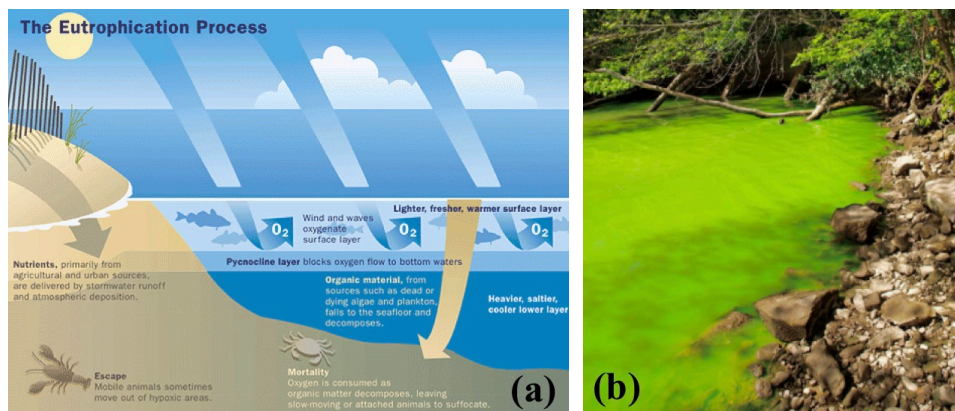 The Eutrophication Process
Lighter, fresher, warmer surface layer
Wind and waves
oxygenate
surface layer
O2
O2
O2
Pycnocline layer blocks oxygen flow to bottom waters
Nutrients, primarily from
agricultural and urban sources,
are delivered by stormwater runoff
and atmospheric deposition.
Organic material, from
sources such as dead or
dying algae and plankton,
falls to the seafloor and
decomposes.
Heavier, saltier,
cooler lower layer
Escape
Mobile animals sometimes
move out of hypoxic areas.
Mortality
Oxygen is consumed as
organic matter decomposes, leaving
slow-moving or attached animals to suffocate.
(a)
(b)